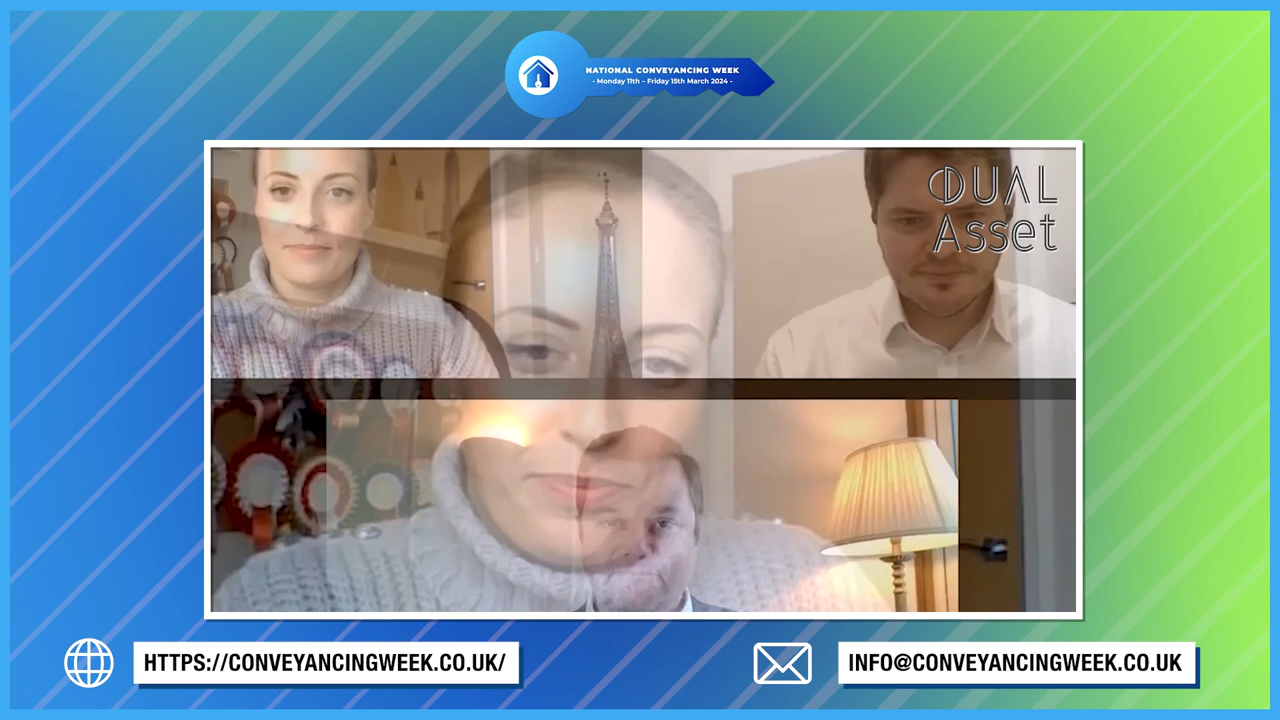 NATIONAL CONVEYANCING WEEK
- Monday 11th – Friday 15th March 2024 -
DUAL
Asset
HTTPS://CONVEYANCINGWEEK.CO.UK/
INFO@CONVEYANCINGWEEK.CO.UK